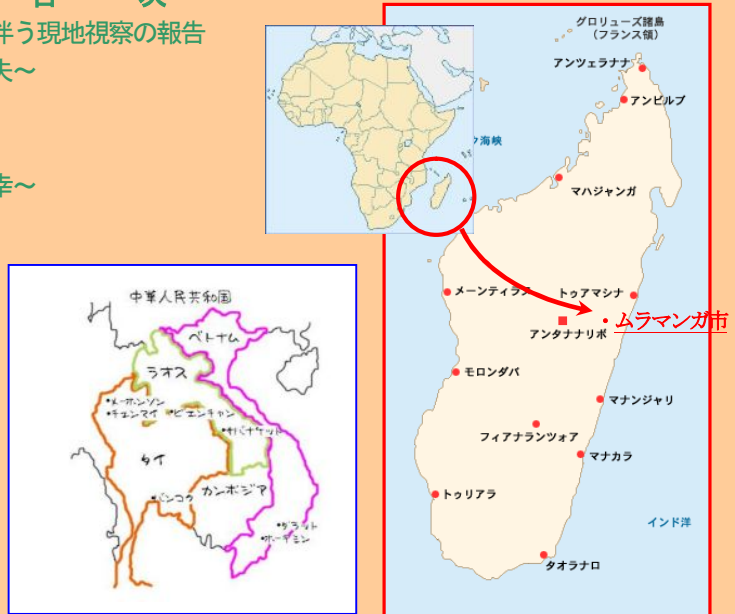 目 次
伴う現地視察の報告
夫～
幸～
グロリューズ諸島
(フランス領)
アンツェラナナ
アンビルブ
ク海峡
マハジャンガ
メーンティラヌ
トゥアマシナ
ムラマンガ市
アンタナナリボ
モロンダバ
マナンジャリ
フィアナランツォア
マナカラ
トゥリアラ
インド洋
タオラナロ
中華人民共和国
ベトナム
ラオス
・メーホンソン
・チェンマイ
・ビエンチャン
・サバナケット
タイ
カンボジア
・バンコク
・ダラット
・ホーチミン